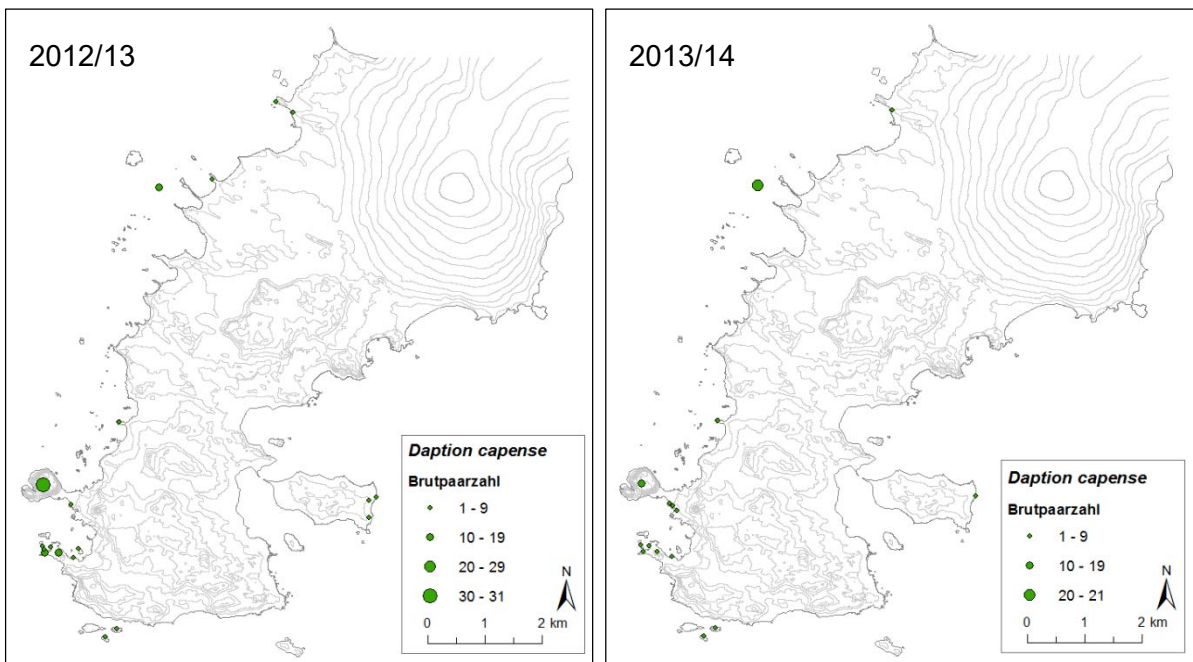 2012/13
Daption capense
Brutpaarzahl
1 - 9
10 - 19
20 - 29
30 - 31
N
0 2 km
2013/14
Daption capense
Brutpaarzahl
1 - 9
10 - 19
20 - 21
N
0 1 2 km